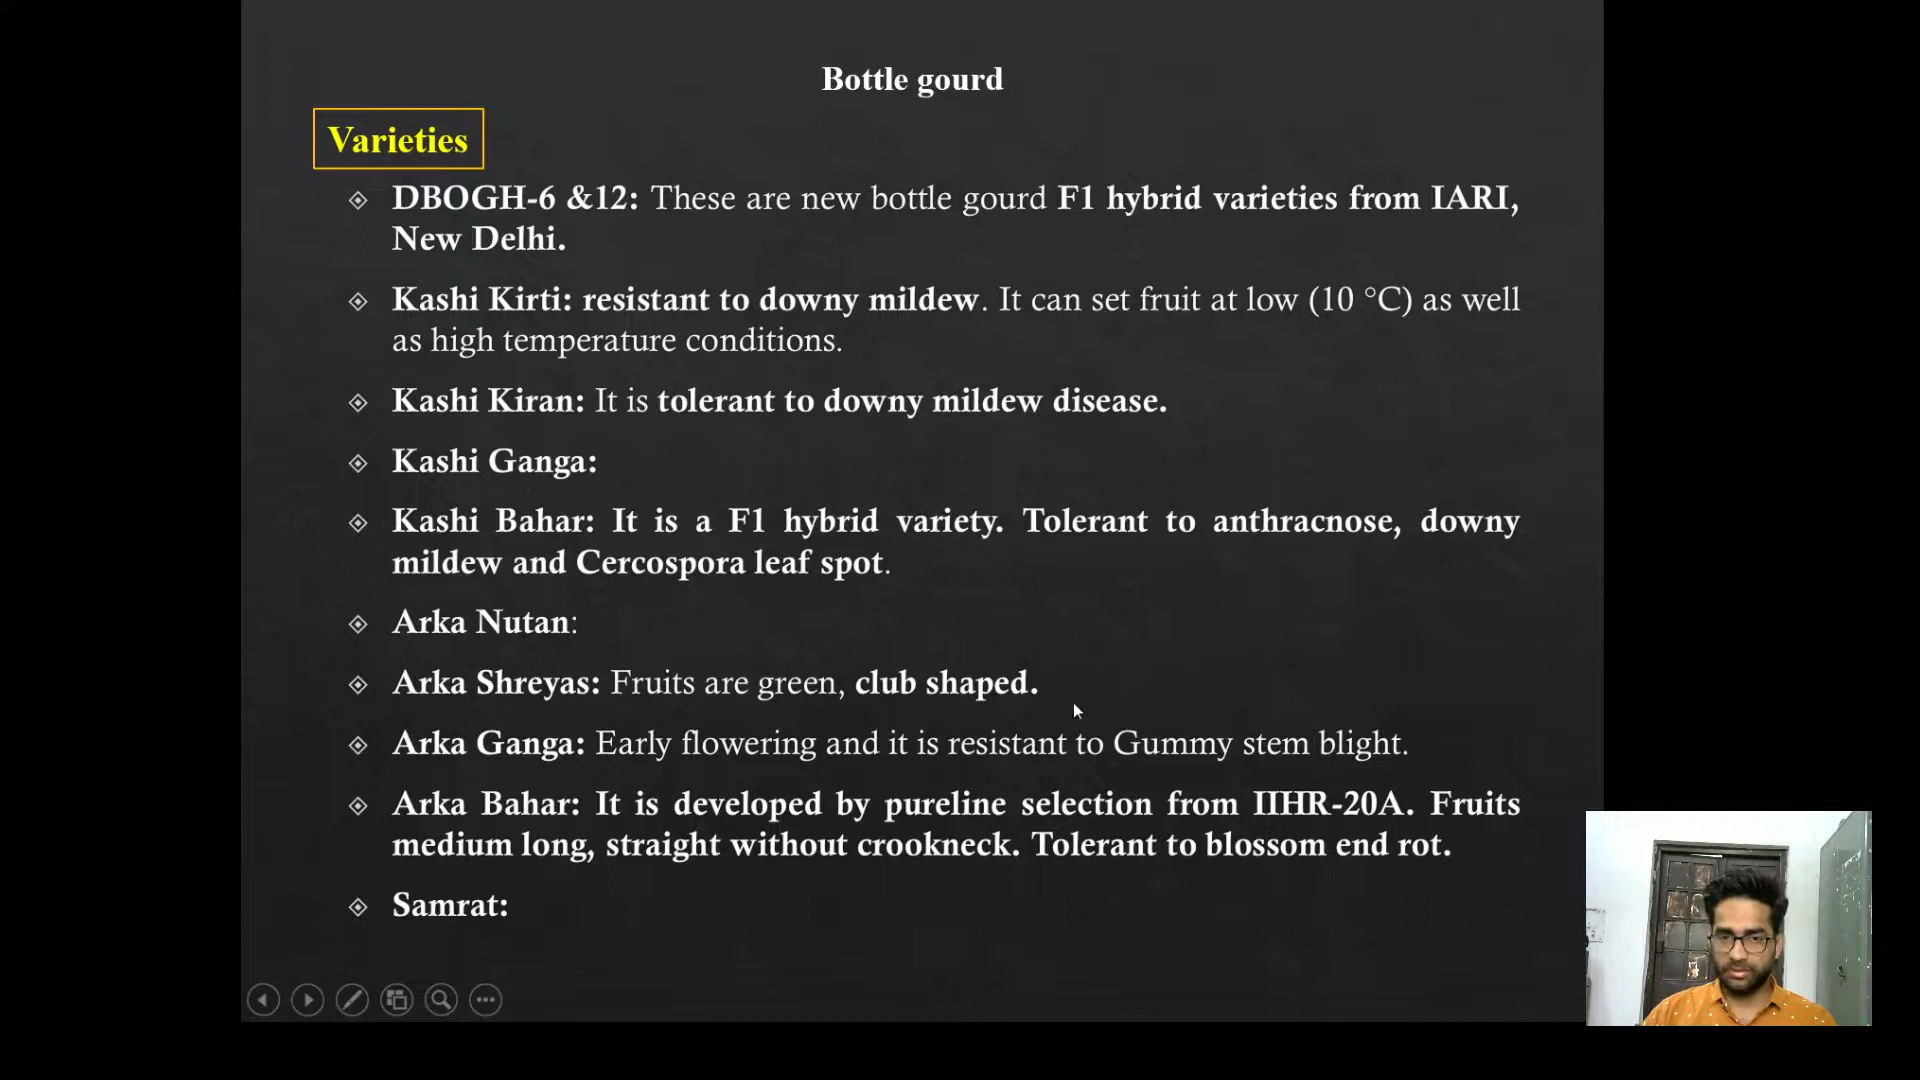 Bottle gourd
Varieties
DBOGH-6 &12: These are new bottle gourd F1 hybrid varieties from IARI,
New Delhi.
Kashi Kirti: resistant to downy mildew. It can set fruit at low (10 °C) as well
as high temperature conditions.
Kashi Kiran: It is tolerant to downy mildew disease.
Kashi Ganga:
Kashi Bahar: It is a F1 hybrid variety. Tolerant to anthracnose, downy
mildew and Cercospora leaf spot.
Arka Nutan:
Arka Shreyas: Fruits are green, club shaped.
Arka Ganga: Early flowering and it is resistant to Gummy stem blight.
Arka Bahar: It is developed by pureline selection from IIHR-20A. Fruits
medium long, straight without crookneck. Tolerant to blossom end rot.
Samrat: